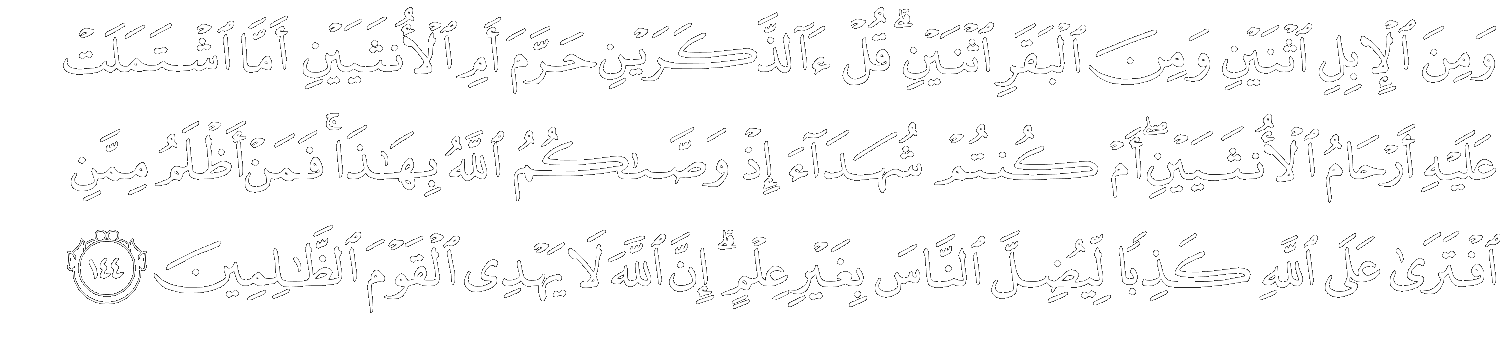 وَمِنَ ٱلْإِبِلِ ٱثْنَيْنِ وَمِنَ ٱلْبَقَرِ ٱثْنَيْنِ ۗ قُلْ ءَآلذَّكَرَيْنِ حَرَّمَ أَمِ ٱلْأُنثَيَيْنِ أَمَّا ٱشْتَمَلَتْ
عَلَيْهِ أَرْحَامُ ٱلْأُنثَيَيْنِ ۖ أَمْ كُنتُمْ شُهَدَآءَ إِذْ وَصَّىٰكُمُ ٱللَّهُ بِهَـٰذَا ۚ فَمَنْ أَظْلَمُ مِمَّنِ
ٱفْتَرَىٰ عَلَى ٱللَّهِ كَذِبًا لِّيُضِلَّ ٱلنَّاسَ بِغَيْرِ عِلْمٍ ۗ إِنَّ ٱللَّهَ لَا يَهْدِى ٱلْقَوْمَ ٱلظَّـٰلِمِينَ ١٤٤